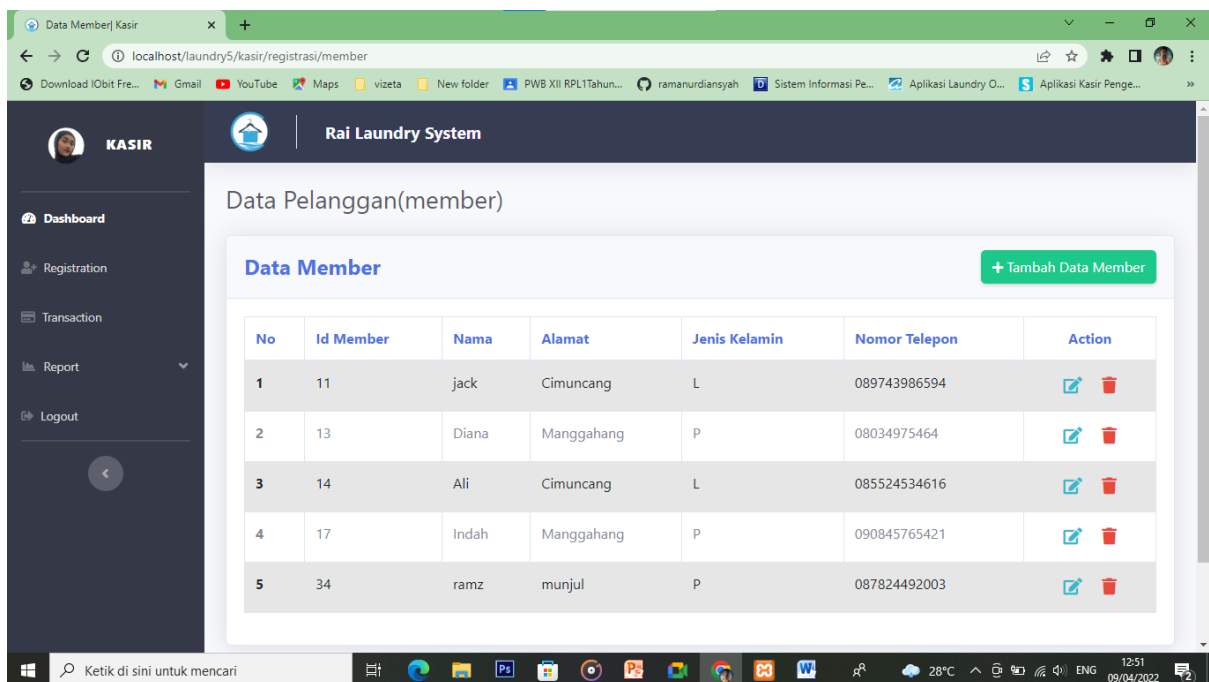 Data Member| Kasir
localhost/laundry5/kasir/registrasi/member
Download IObit Fre... Gmail YouTube Maps vizeta New folder PWB XII RPL1Tahun... ramanurdiansyah Sistem Informasi Pe... Aplikasi Laundry O... Aplikasi Kasir Penge... »
KASIR
Dashboard
Registration
Transaction
Report
Logout
Rai Laundry System
Data Pelanggan(member)
Data Member + Tambah Data Member
No Id Member Nama Alamat Jenis Kelamin Nomor Telepon Action
1 11 jack Cimuncang L 089743986594
2 13 Diana Manggahang P 08034975464
3 14 Ali Cimuncang L 085524534616
4 17 Indah Manggahang P 090845765421
5 34 ramz munjul P 087824492003
Ketik di sini untuk mencari 28°C ENG 12:51
09/04/2022